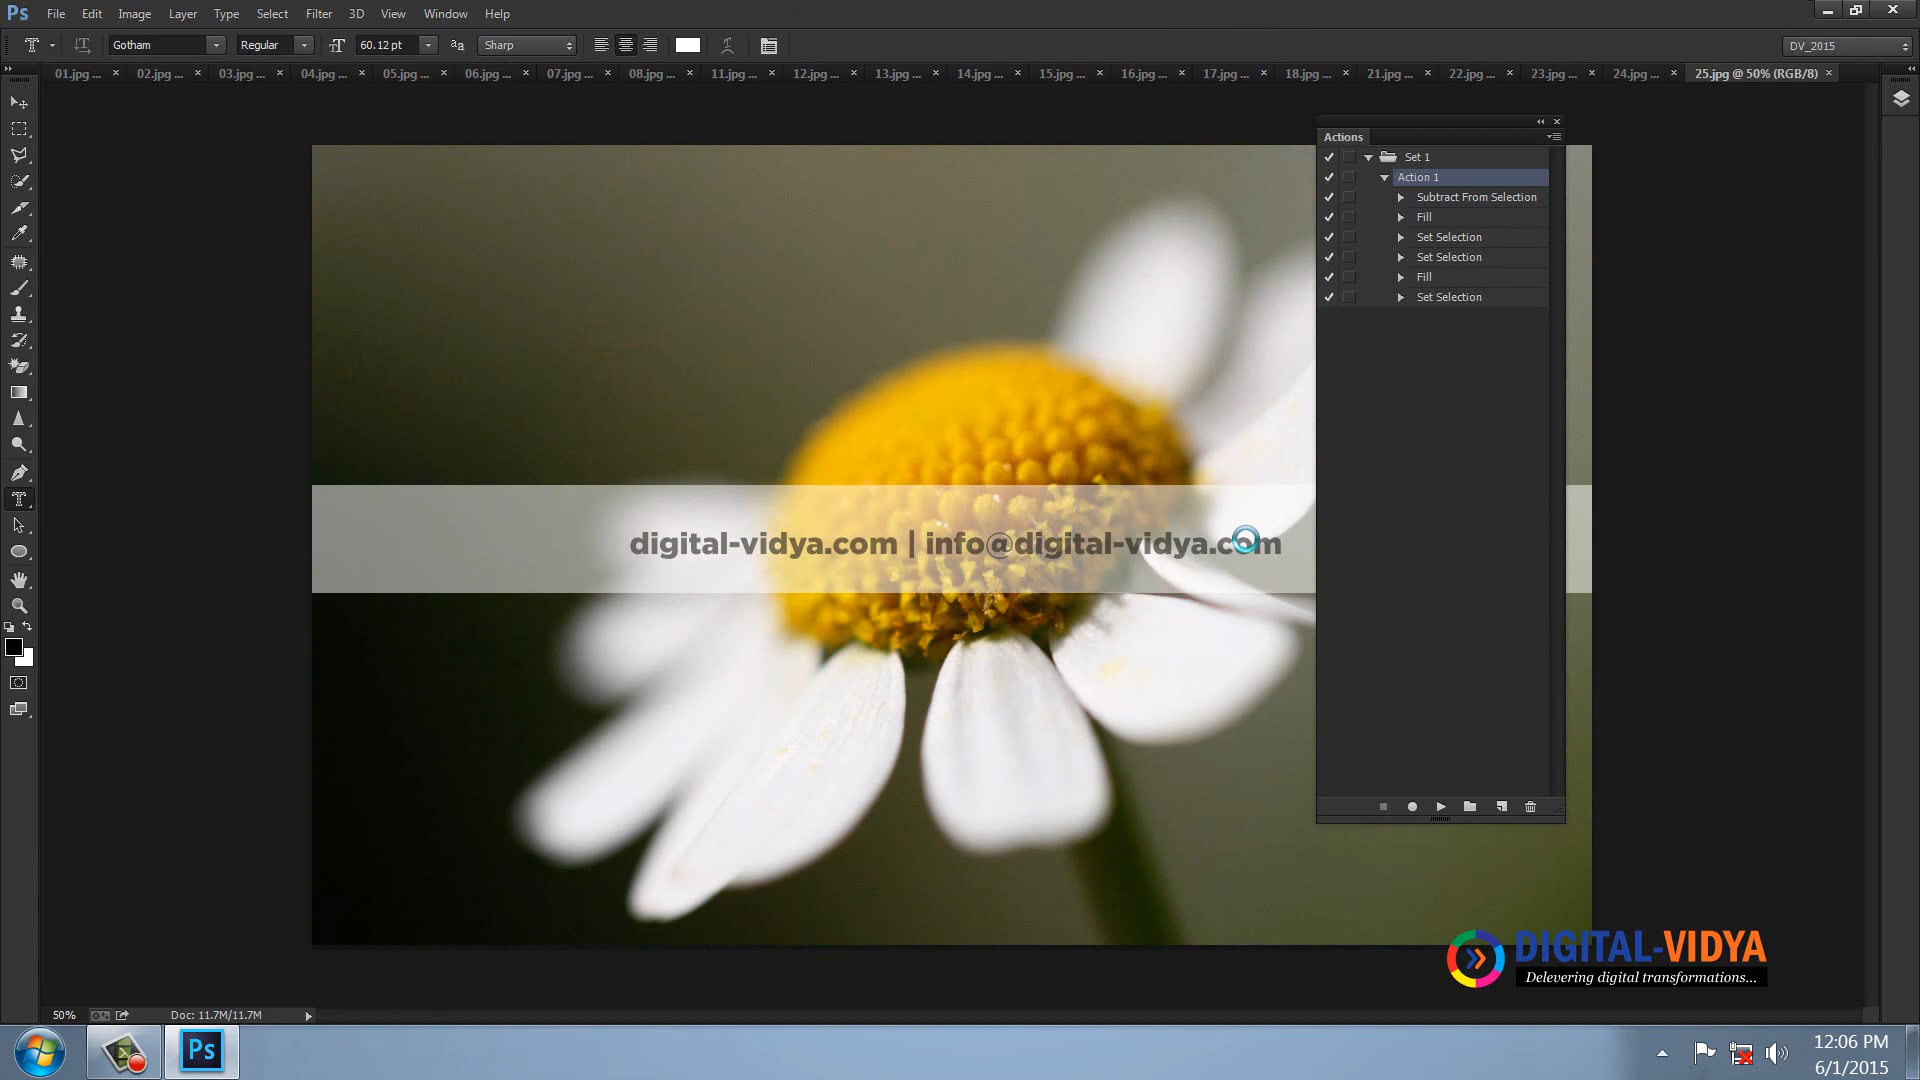 Ps File Edit Image Layer Type Select Filter 3D View Window Help
T Gotham Regular 60.12 pt aa Sharp DV_2015
01.jpg ... 02.jpg ... 03.jpg ... 04.jpg ... 05.jpg ... 06.jpg ... 07.jpg ... 08.jpg ... 11.jpg ... 12.jpg ... 13.jpg ... 14.jpg ... 15.jpg ... 16.jpg ... 17.jpg ... 18.jpg ... 21.jpg ... 22.jpg ... 23.jpg ... 24.jpg ... 25.jpg @ 50% (RGB/8)
Actions
Set 1
Action 1
Subtract From Selection
Fill
Set Selection
Set Selection
Fill
Set Selection
digital-vidya.com | info@digital-vidya.com
DIGITAL-VIDYA
Delevering digital transformations...
50% Doc: 11.7M/11.7M
Ps
12:06 PM
6/1/2015